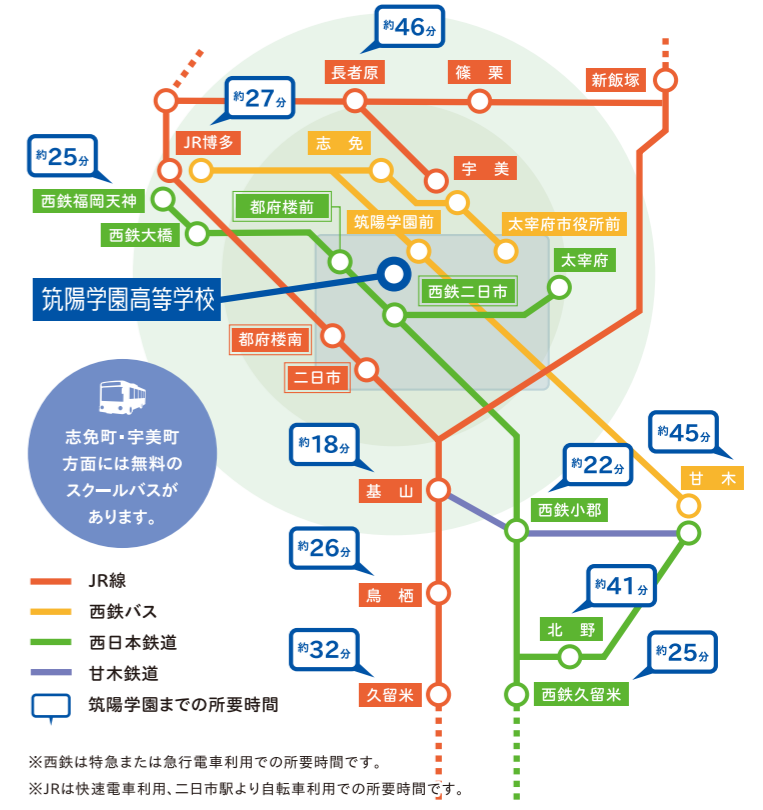 約46分
長者原
篠栗
新飯塚
約27分
JR博多
志免
宇美
約25分
西鉄福岡天神
都府楼前
筑陽学園前
太宰府市役所前
西鉄大橋
太宰府
筑陽学園高等学校
西鉄二日市
都府楼南
二日市
志免町・宇美町
方面には無料の
スクールバスが
あります。
約18分
約45分
約22分
甘木
基山
西鉄小郡
約26分
約41分
鳥栖
北野
約32分
約25分
久留米
西鉄久留米
JR線
西鉄バス
西日本鉄道
甘木鉄道
筑陽学園までの所要時間
※西鉄は特急または急行電車利用での所要時間です。
※JRは快速電車利用、二日市駅より自転車利用での所要時間です。